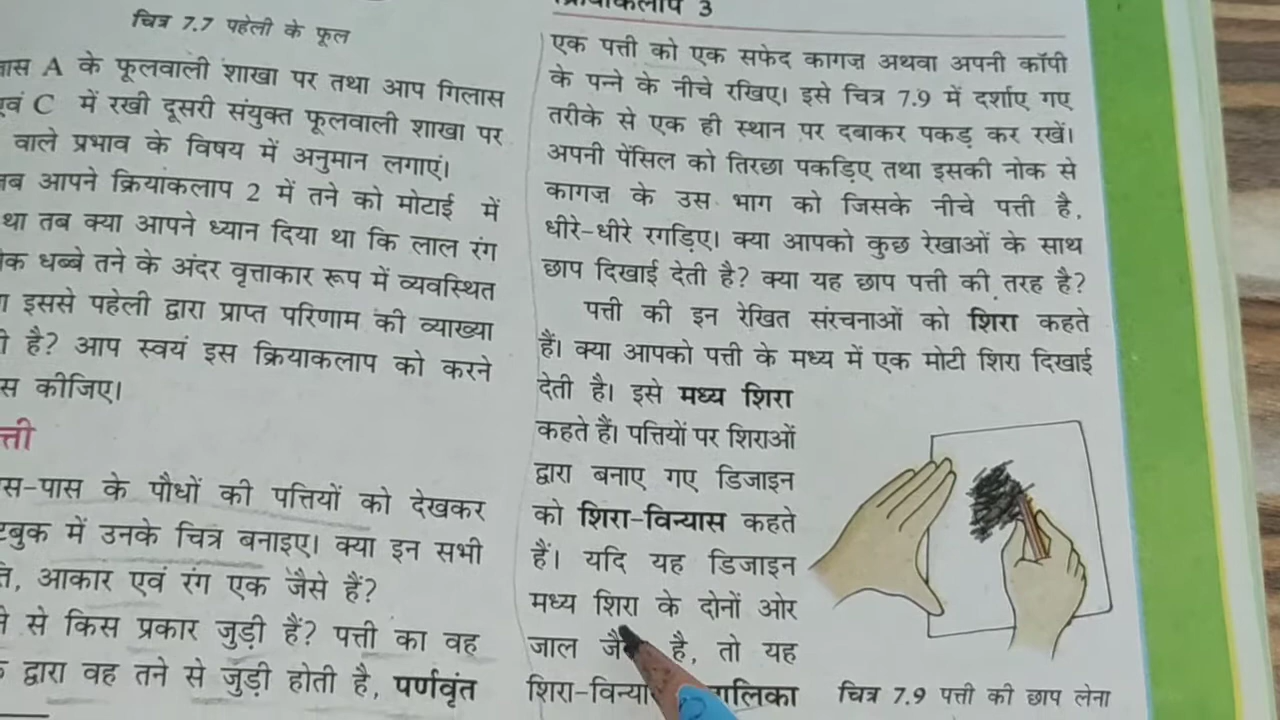 चित्र 7.7 पहेली के फूल
A के फूलवाली शाखा पर तथा आप गिलास
C में रखी दूसरी संयुक्त फूलवाली शाखा पर
वाले प्रभाव के विषय में अनुमान लगाएं।
आपने क्रियाकलाप 2 में तने को मोटाई में
था तब क्या आपने ध्यान दिया था कि लाल रंग
धब्बे तने के अंदर वृत्ताकार रूप में व्यवस्थित
इससे पहेली द्वारा प्राप्त परिणाम की व्याख्या
है? आप स्वयं इस क्रियाकलाप को करने
कीजिए।
के पौधों की पत्तियों को देखकर
में उनके चित्र बनाइए। क्या इन सभी
आकार एवं रंग एक जैसे हैं?
से किस प्रकार जुड़ी हैं? पत्ती का वह
द्वारा वह तने से जुड़ी होती है, पर्णवृंत
क्रियाकलाप 3
एक पत्ती को एक सफेद कागज़ अथवा अपनी कॉपी
के पन्ने के नीचे रखिए। इसे चित्र 7.9 में दर्शाए गए
तरीके से एक ही स्थान पर दबाकर पकड़ कर रखें।
अपनी पेंसिल को तिरछा पकड़िए तथा इसकी नोक से
कागज़ के उस भाग को जिसके नीचे पत्ती है,
धीरे-धीरे रगड़िए। क्या आपको कुछ रेखाओं के साथ
छाप दिखाई देती है? क्या यह छाप पत्ती की तरह है?
पत्ती की इन रेखित संरचनाओं को शिरा कहते
हैं। क्या आपको पत्ती के मध्य में एक मोटी शिरा दिखाई
देती है। इसे मध्य शिरा
कहते हैं। पत्तियों पर शिराओं
द्वारा बनाए गए डिजाइन
को शिरा-विन्यास कहते
हैं। यदि यह डिजाइन
मध्य शिरा के दोनों ओर
जाल है, तो यह
चित्र 7.9 पत्ती की छाप लेना